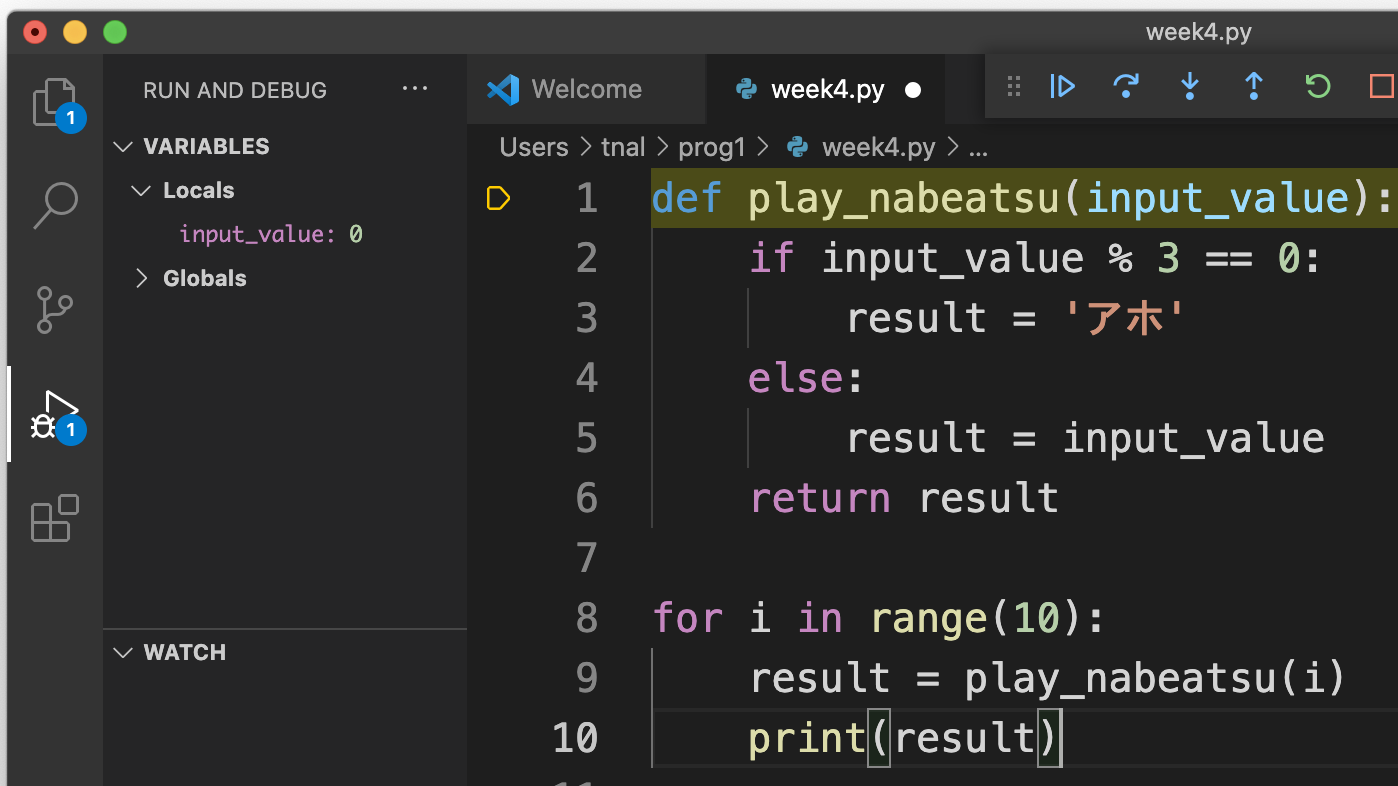 week4.py
RUN AND DEBUG ...
Welcome
week4.py
1
VARIABLES
Users > tnal > prog1 > week4.py > ...
Locals
input_value: 0
Globals
1 def play_nabeatsu(input_value):
2 if input_value % 3 == 0:
3 result = 'アホ'
4 else:
5 result = input_value
6 return result
7
8 for i in range(10):
9 result = play_nabeatsu(i)
10 print(result)
1
WATCH